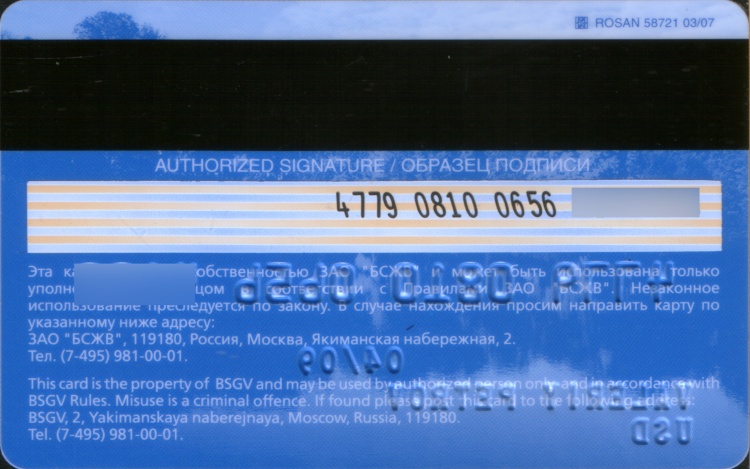 ROSAN 58721 03/07
AUTHORIZED SIGNATURE / ОБРАЗЕЦ ПОДПИСИ
4779 0810 0656
Эта обственностью ЗАО "БСЖВ" и может быть использована только
уполн цом в соответствии с Правилами ЗАО "БСЖВ". Незаконное
использование преследуется по закону. В случае нахождения просим направить карту по
указанному ниже адресу:
ЗАО "БСЖВ", 119180, Россия, Москва, Якиманская набережная, 2.
Тел. (7-495) 981-00-01.
04/09
This card is the property of BSGV and may be used by authorized person only and in accordance with
BSGV Rules. Misuse is a criminal offence. If found please post this card to the following address:
BSGV, 2, Yakimanskaya naberejnaya, Moscow, Russia, 119180.
Tel. (7-495) 981-00-01.
USD